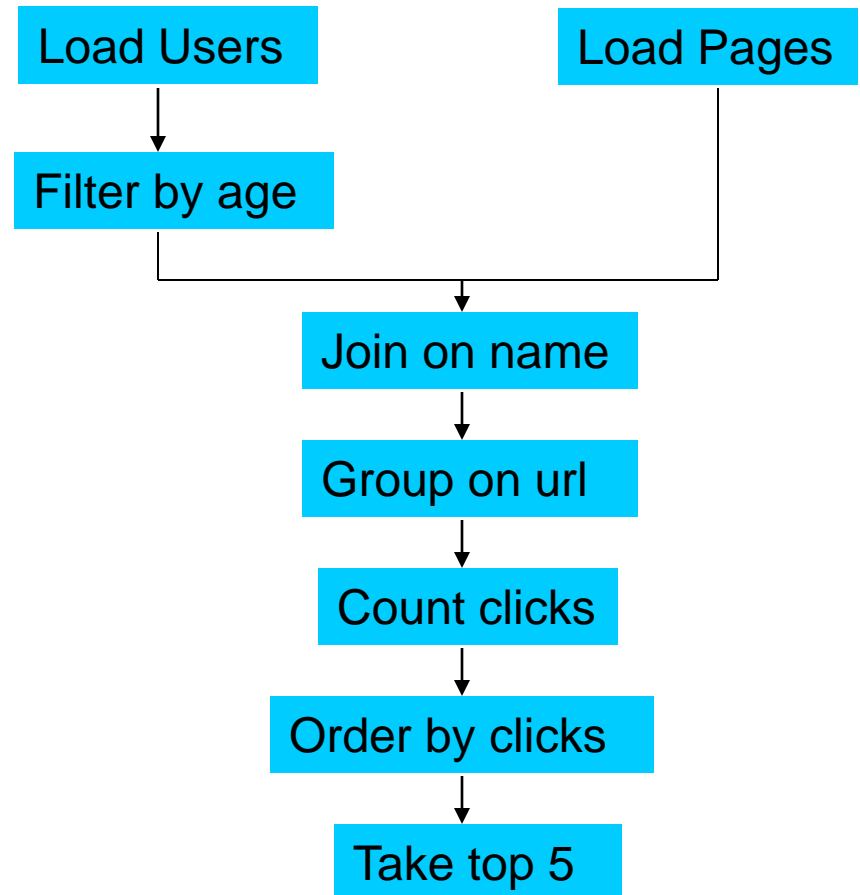 Load Users
Load Pages
Filter by age
Join on name
Group on url
Count clicks
Order by clicks
Take top 5